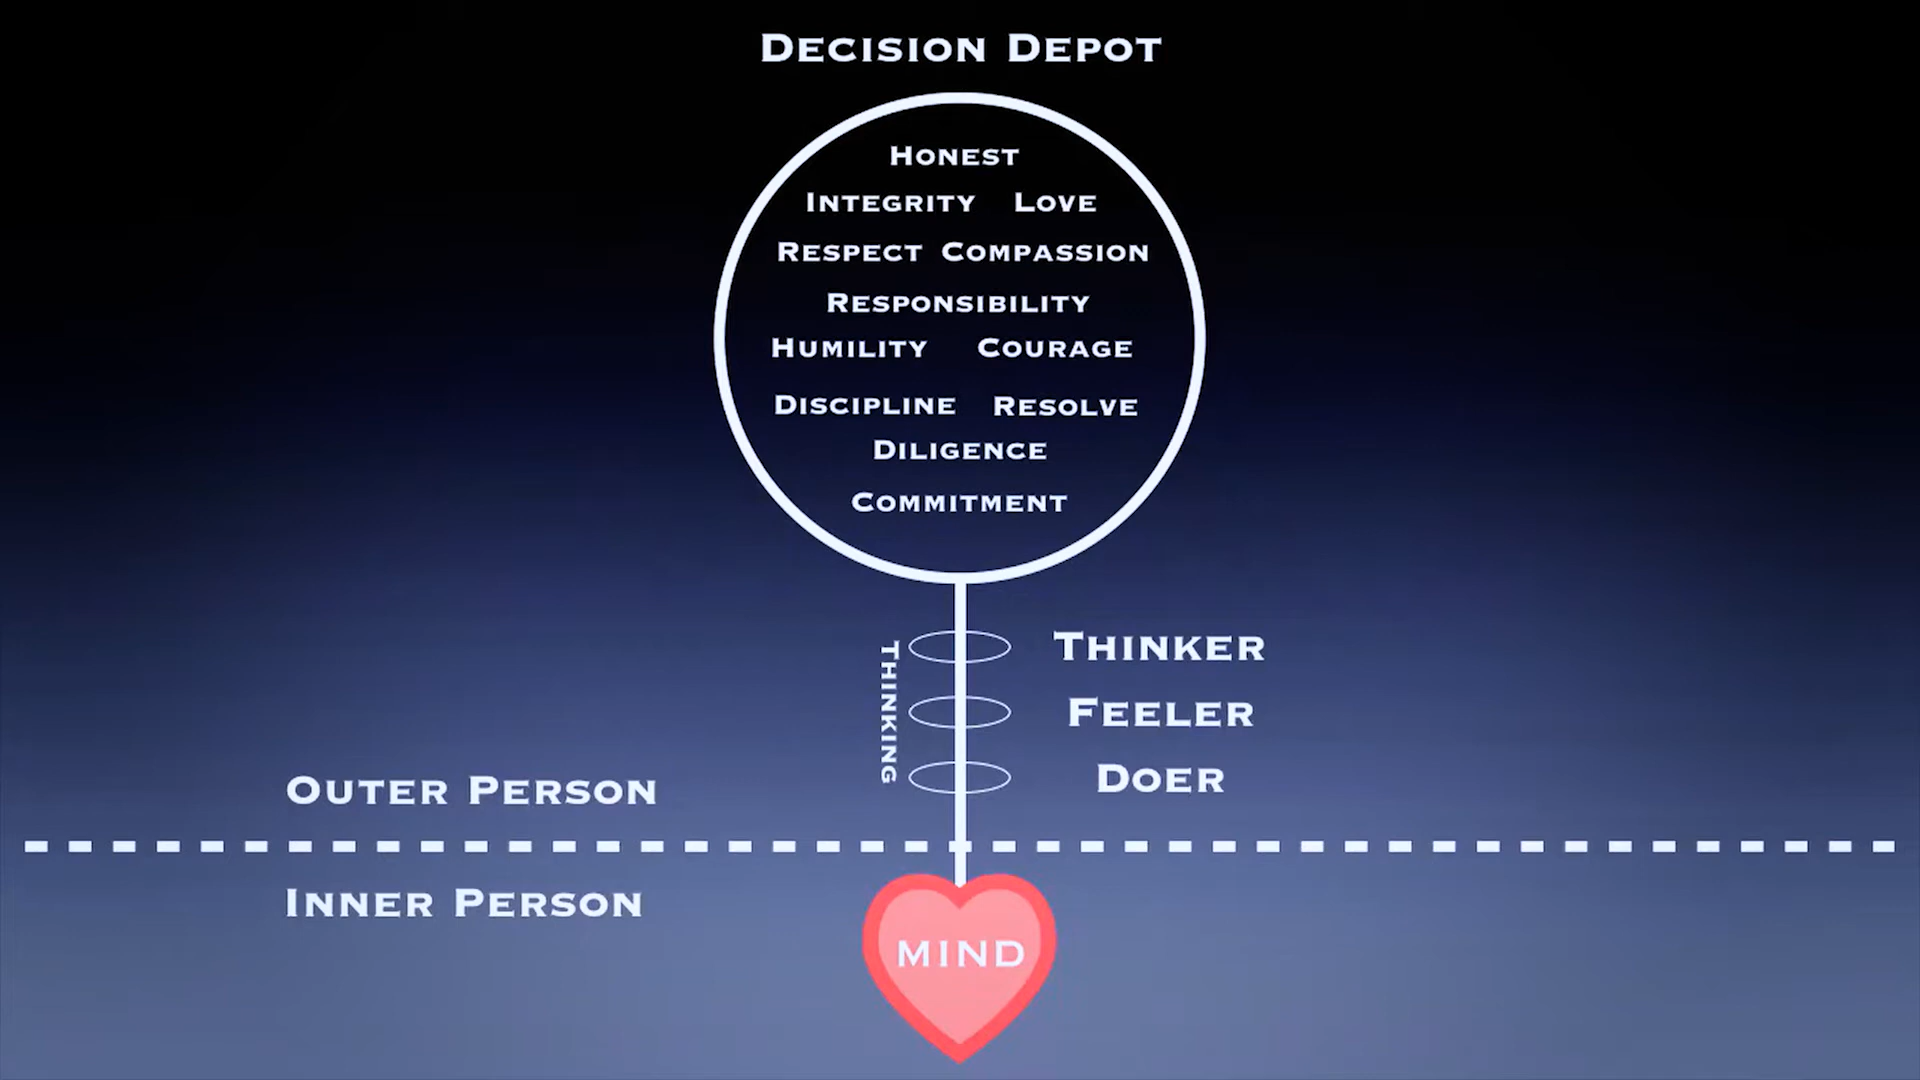 DECISION DEPOT
HONEST
INTEGRITY LOVE
RESPECT COMPASSION
RESPONSIBILITY
HUMILITY COURAGE
DISCIPLINE RESOLVE
DILIGENCE
COMMITMENT
THINKING
THINKER
FEELER
DOER
OUTER PERSON
INNER PERSON
MIND